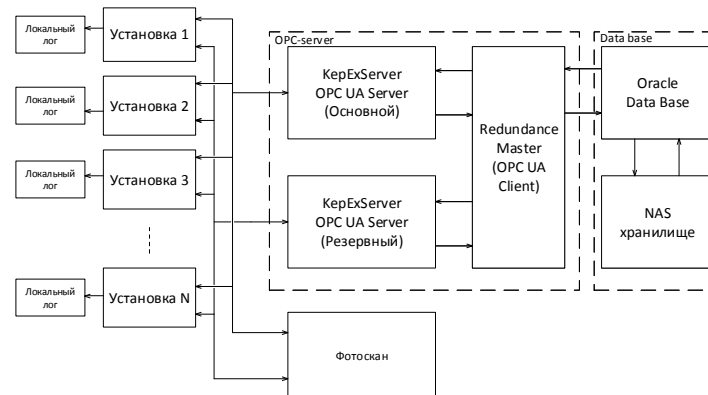 OPC-server
Data base
Локальный
лог
Установка 1
KepExServer
OPC UA Server
(Основной)
Oracle
Data Base
Локальный
лог
Установка 2
Redundance
Master
(OPC UA
Client)
Локальный
лог
Установка 3
KepExServer
OPC UA Server
(Резервный)
NAS
хранилище
Локальный
лог
Установка N
Фотоскан